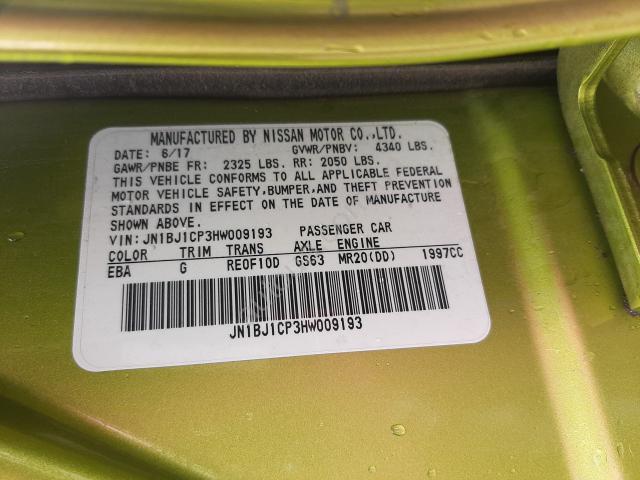 MANUFACTURED BY NISSAN MOTOR CO.,LTD.
DATE: 6/17 GVWR/PNBV: 4340 LBS.
GAWR/PNBE FR: 2325 LBS. RR: 2050 LBS.
THIS VEHICLE CONFORMS TO ALL APPLICABLE FEDERAL
MOTOR VEHICLE SAFETY,BUMPER,AND THEFT PREVENTION
STANDARDS IN EFFECT ON THE DATE OF MANUFACTURE
SHOWN ABOVE.
VIN: JN1BJ1CP3HW009193 PASSENGER CAR
COLOR TRIM TRANS AXLE ENGINE
EBA G RE0F10D GS63 MR20(DD) 1997CC
JN1BJ1CP3HW009193